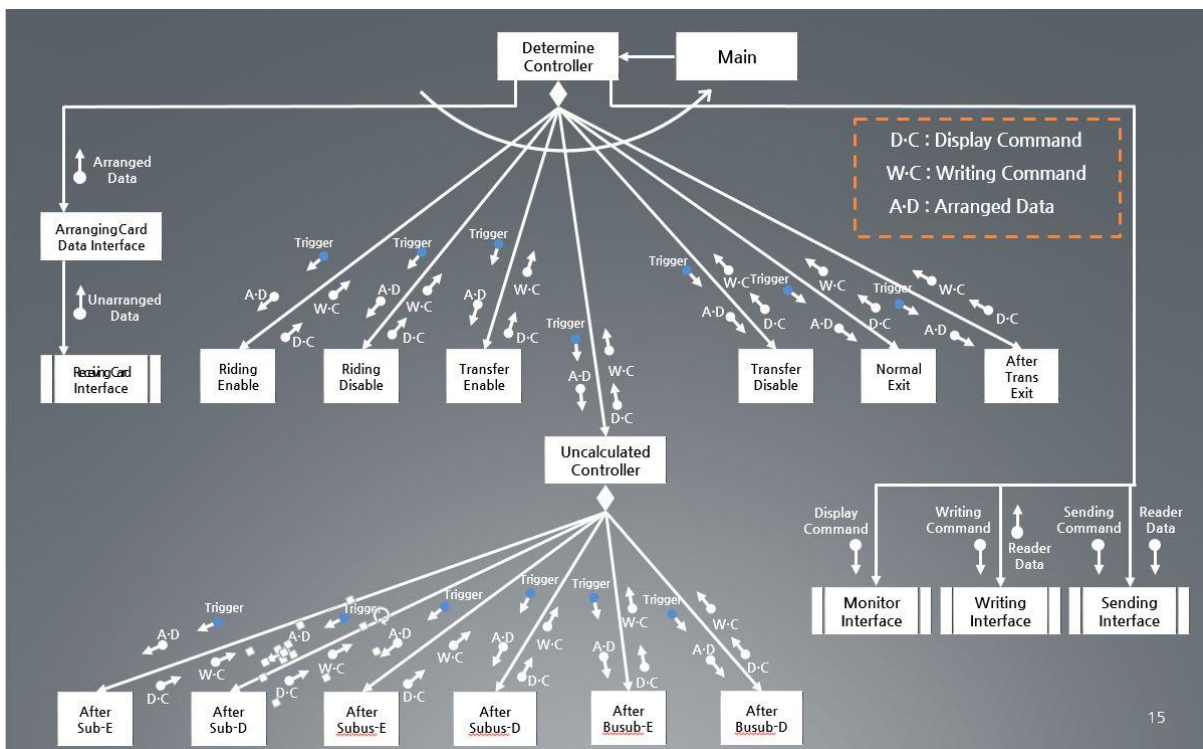 Determine
Controller
Main
D·C : Display Command
W·C : Writing Command
A·D : Arranged Data
Arranged
Data
ArrangingCard
Data Interface
Unarranged
Data
ReceivingCard
Interface
Trigger
A·D
W·C
D·C
Riding
Enable
Trigger
A·D
W·C
D·C
Riding
Disable
Trigger
A·D
W·C
D·C
Transfer
Enable
Trigger
A·D
W·C
D·C
Trigger
W·C
A·D
D·C
Transfer
Disable
Trigger
W·C
A·D
D·C
Normal
Exit
Trigger
W·C
A·D
D·C
After
Trans
Exit
Uncalculated
Controller
Display
Command
Writing
Command
Reader
Data
Sending
Command
Reader
Data
Monitor
Interface
Writing
Interface
Sending
Interface
Trigger
A·D
W·C
D·C
After
Sub-E
Trigger
A·D
W·C
D·C
After
Sub-D
Trigger
A·D
W·C
D·C
After
Subus-E
Trigger
A·D
W·C
D·C
After
Subus-D
Trigger
W·C
A·D
D·C
After
Busub-E
Trigger
W·C
A·D
D·C
After
Busub-D
15